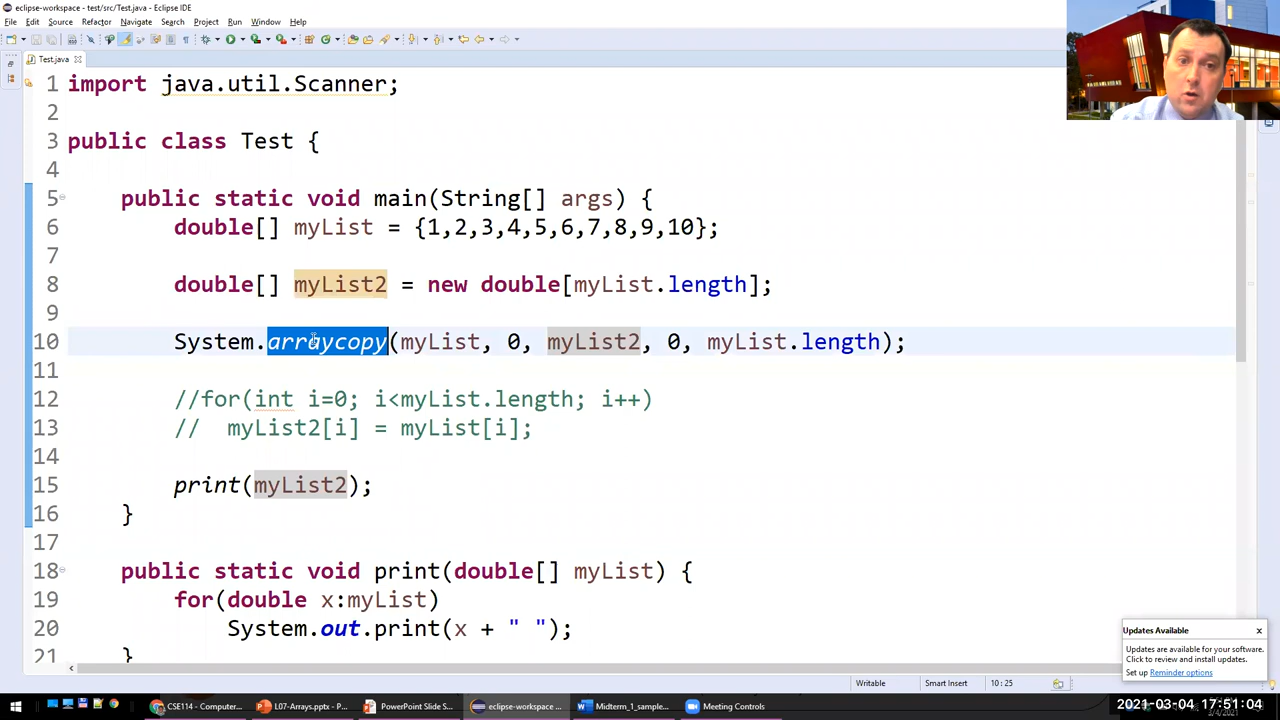 eclipse-workspace - test/src/Test.java - Eclipse IDE
File Edit Source Refactor Navigate Search Project Run Window Help
Test.java
1 import java.util.Scanner;
2
3 public class Test {
4
5 public static void main(String[] args) {
6 double[] myList = {1,2,3,4,5,6,7,8,9,10};
7
8 double[] myList2 = new double[myList.length];
9
10 System.arraycopy(myList, 0, myList2, 0, myList.length);
11
12 //for(int i=0; i<myList.length; i++)
13 // myList2[i] = myList[i];
14
15 print(myList2);
16 }
17
18 public static void print(double[] myList) {
19 for(double x:myList)
20 System.out.print(x + " ");
21 }
Updates Available
Updates are available for your software.
Click to review and install updates.
Set up Reminder options
Writable Smart Insert 10 : 25
CSE114 - Computer... L07-Arrays.pptx - P... PowerPoint Slide S... eclipse-workspace ... Midterm_1_sample... Zoom Meeting Controls
2021-03-04 17:51:04